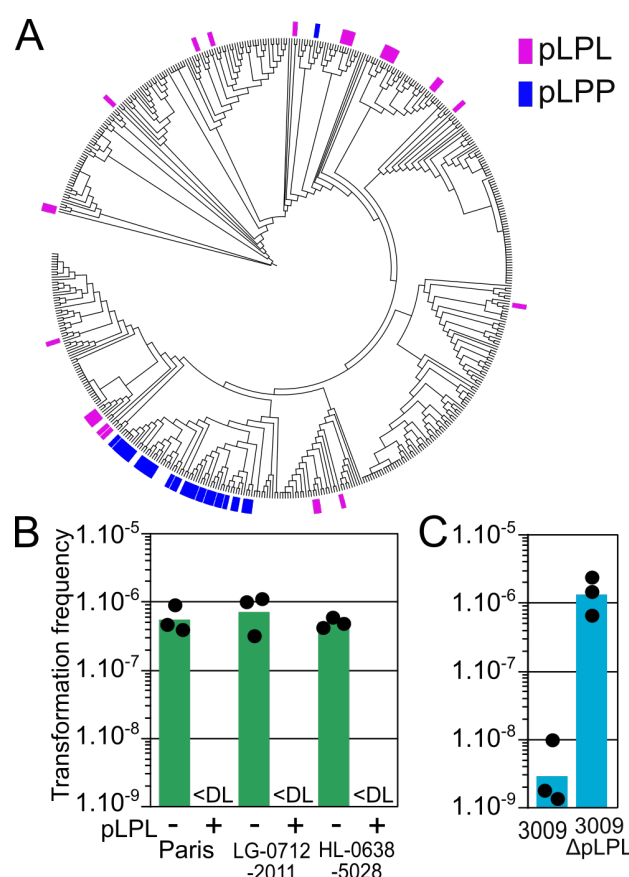 A
pLPL
pLPP
B
Transformation frequency
1.10-5
1.10-6
1.10-7
1.10-8
1.10-9
<DL <DL <DL
pLPL - + - + - +
Paris LG-0712 HL-0638
-2011 -5028
C
1.10-5
1.10-6
1.10-7
1.10-8
1.10-9
3009 3009
ΔpLPL